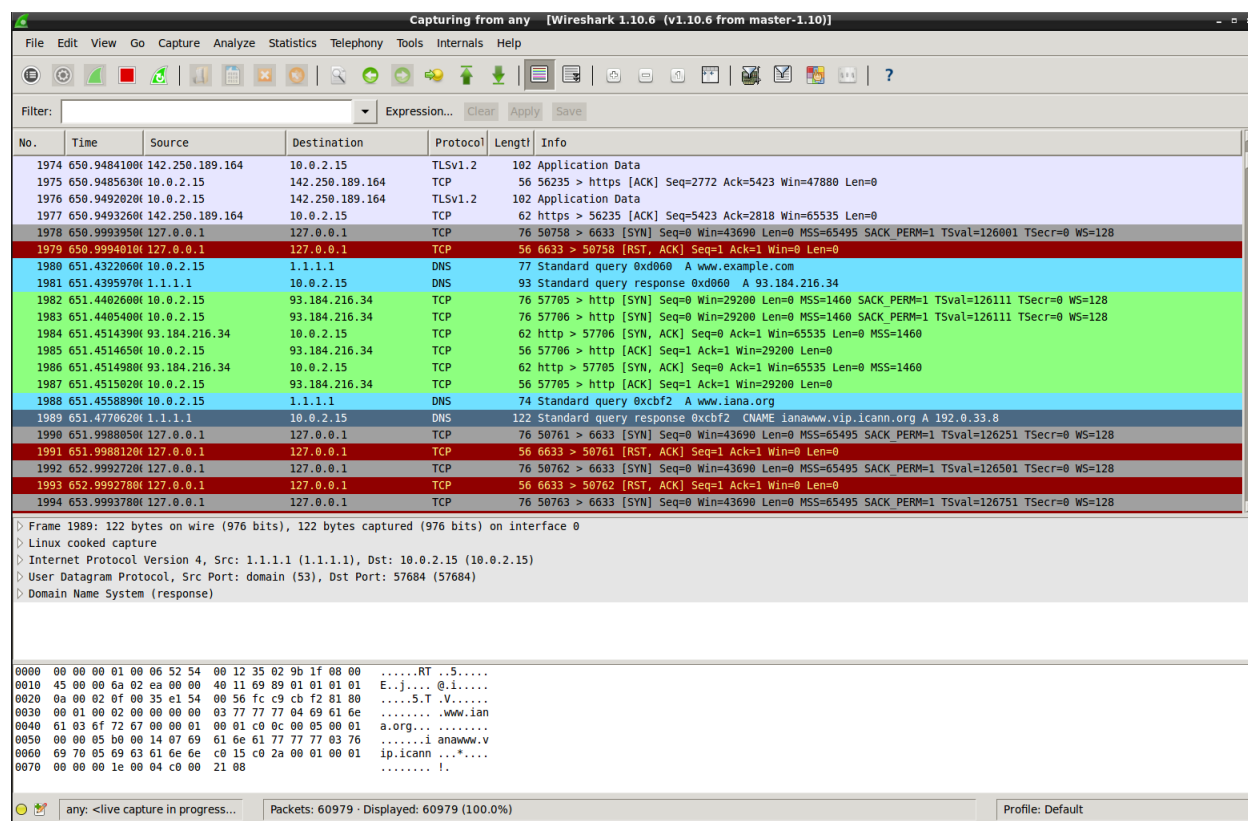 Capturing from any [Wireshark 1.10.6 (v1.10.6 from master-1.10)]
File Edit View Go Capture Analyze Statistics Telephony Tools Internals Help
Filter: Expression... Clear Apply Save
No. Time Source Destination Protocol Length Info
1974 650.94841000 142.250.189.164 10.0.2.15 TLSv1.2 102 Application Data
1975 650.94856300 10.0.2.15 142.250.189.164 TCP 56 56235 > https [ACK] Seq=2772 Ack=5423 Win=47880 Len=0
1976 650.94920200 10.0.2.15 142.250.189.164 TLSv1.2 102 Application Data
1977 650.94932600 142.250.189.164 10.0.2.15 TCP 62 https > 56235 [ACK] Seq=5423 Ack=2818 Win=65535 Len=0
1978 650.99939500 127.0.0.1 127.0.0.1 TCP 76 50758 > 6633 [SYN] Seq=0 Win=43690 Len=0 MSS=65495 SACK_PERM=1 TSval=126001 TSecr=0 WS=128
1979 650.99940100 127.0.0.1 127.0.0.1 TCP 56 6633 > 50758 [RST, ACK] Seq=1 Ack=1 Win=0 Len=0
1980 651.43220600 10.0.2.15 1.1.1.1 DNS 77 Standard query 0xd060 A www.example.com
1981 651.43959700 1.1.1.1 10.0.2.15 DNS 93 Standard query response 0xd060 A 93.184.216.34
1982 651.44026000 10.0.2.15 93.184.216.34 TCP 76 57705 > http [SYN] Seq=0 Win=29200 Len=0 MSS=1460 SACK_PERM=1 TSval=126111 TSecr=0 WS=128
1983 651.44054000 10.0.2.15 93.184.216.34 TCP 76 57706 > http [SYN] Seq=0 Win=29200 Len=0 MSS=1460 SACK_PERM=1 TSval=126111 TSecr=0 WS=128
1984 651.45143900 93.184.216.34 10.0.2.15 TCP 62 http > 57706 [SYN, ACK] Seq=0 Ack=1 Win=65535 Len=0 MSS=1460
1985 651.45146500 10.0.2.15 93.184.216.34 TCP 56 57706 > http [ACK] Seq=1 Ack=1 Win=29200 Len=0
1986 651.45149800 93.184.216.34 10.0.2.15 TCP 62 http > 57705 [SYN, ACK] Seq=0 Ack=1 Win=65535 Len=0 MSS=1460
1987 651.45150200 10.0.2.15 93.184.216.34 TCP 56 57705 > http [ACK] Seq=1 Ack=1 Win=29200 Len=0
1988 651.45588900 10.0.2.15 1.1.1.1 DNS 74 Standard query 0xcbf2 A www.iana.org
1989 651.47706200 1.1.1.1 10.0.2.15 DNS 122 Standard query response 0xcbf2 CNAME ianawww.vip.icann.org A 192.0.33.8
1990 651.99880500 127.0.0.1 127.0.0.1 TCP 76 50761 > 6633 [SYN] Seq=0 Win=43690 Len=0 MSS=65495 SACK_PERM=1 TSval=126251 TSecr=0 WS=128
1991 651.99881200 127.0.0.1 127.0.0.1 TCP 56 6633 > 50761 [RST, ACK] Seq=1 Ack=1 Win=0 Len=0
1992 652.99927200 127.0.0.1 127.0.0.1 TCP 76 50762 > 6633 [SYN] Seq=0 Win=43690 Len=0 MSS=65495 SACK_PERM=1 TSval=126501 TSecr=0 WS=128
1993 652.99927800 127.0.0.1 127.0.0.1 TCP 56 6633 > 50762 [RST, ACK] Seq=1 Ack=1 Win=0 Len=0
1994 653.99937800 127.0.0.1 127.0.0.1 TCP 76 50763 > 6633 [SYN] Seq=0 Win=43690 Len=0 MSS=65495 SACK_PERM=1 TSval=126751 TSecr=0 WS=128
Frame 1989: 122 bytes on wire (976 bits), 122 bytes captured (976 bits) on interface 0
Linux cooked capture
Internet Protocol Version 4, Src: 1.1.1.1 (1.1.1.1), Dst: 10.0.2.15 (10.0.2.15)
User Datagram Protocol, Src Port: domain (53), Dst Port: 57684 (57684)
Domain Name System (response)
0000 00 00 00 01 00 06 52 54 00 12 35 02 9b 1f 08 00 ......RT ..5.....
0010 45 00 00 6a 02 ea 00 00 40 11 69 89 01 01 01 01 E..j.... @.i.....
0020 0a 00 02 0f 00 35 e1 54 00 56 fc c9 cb f2 81 80 .....5.T .V......
0030 00 01 00 02 00 00 00 00 03 77 77 77 04 69 61 6e ........ .www.ian
0040 61 03 6f 72 67 00 00 01 00 01 c0 0c 00 05 00 01 a.org... ........
0050 00 00 05 b0 00 14 07 69 61 6e 61 77 77 77 03 76 .......i anawww.v
0060 69 70 05 69 63 61 6e 6e c0 15 c0 2a 00 01 00 01 ip.icann ...*....
0070 00 00 00 1e 00 04 c0 00 21 08 ........ !.
any: <live capture in progress... Packets: 60979 · Displayed: 60979 (100.0%) Profile: Default